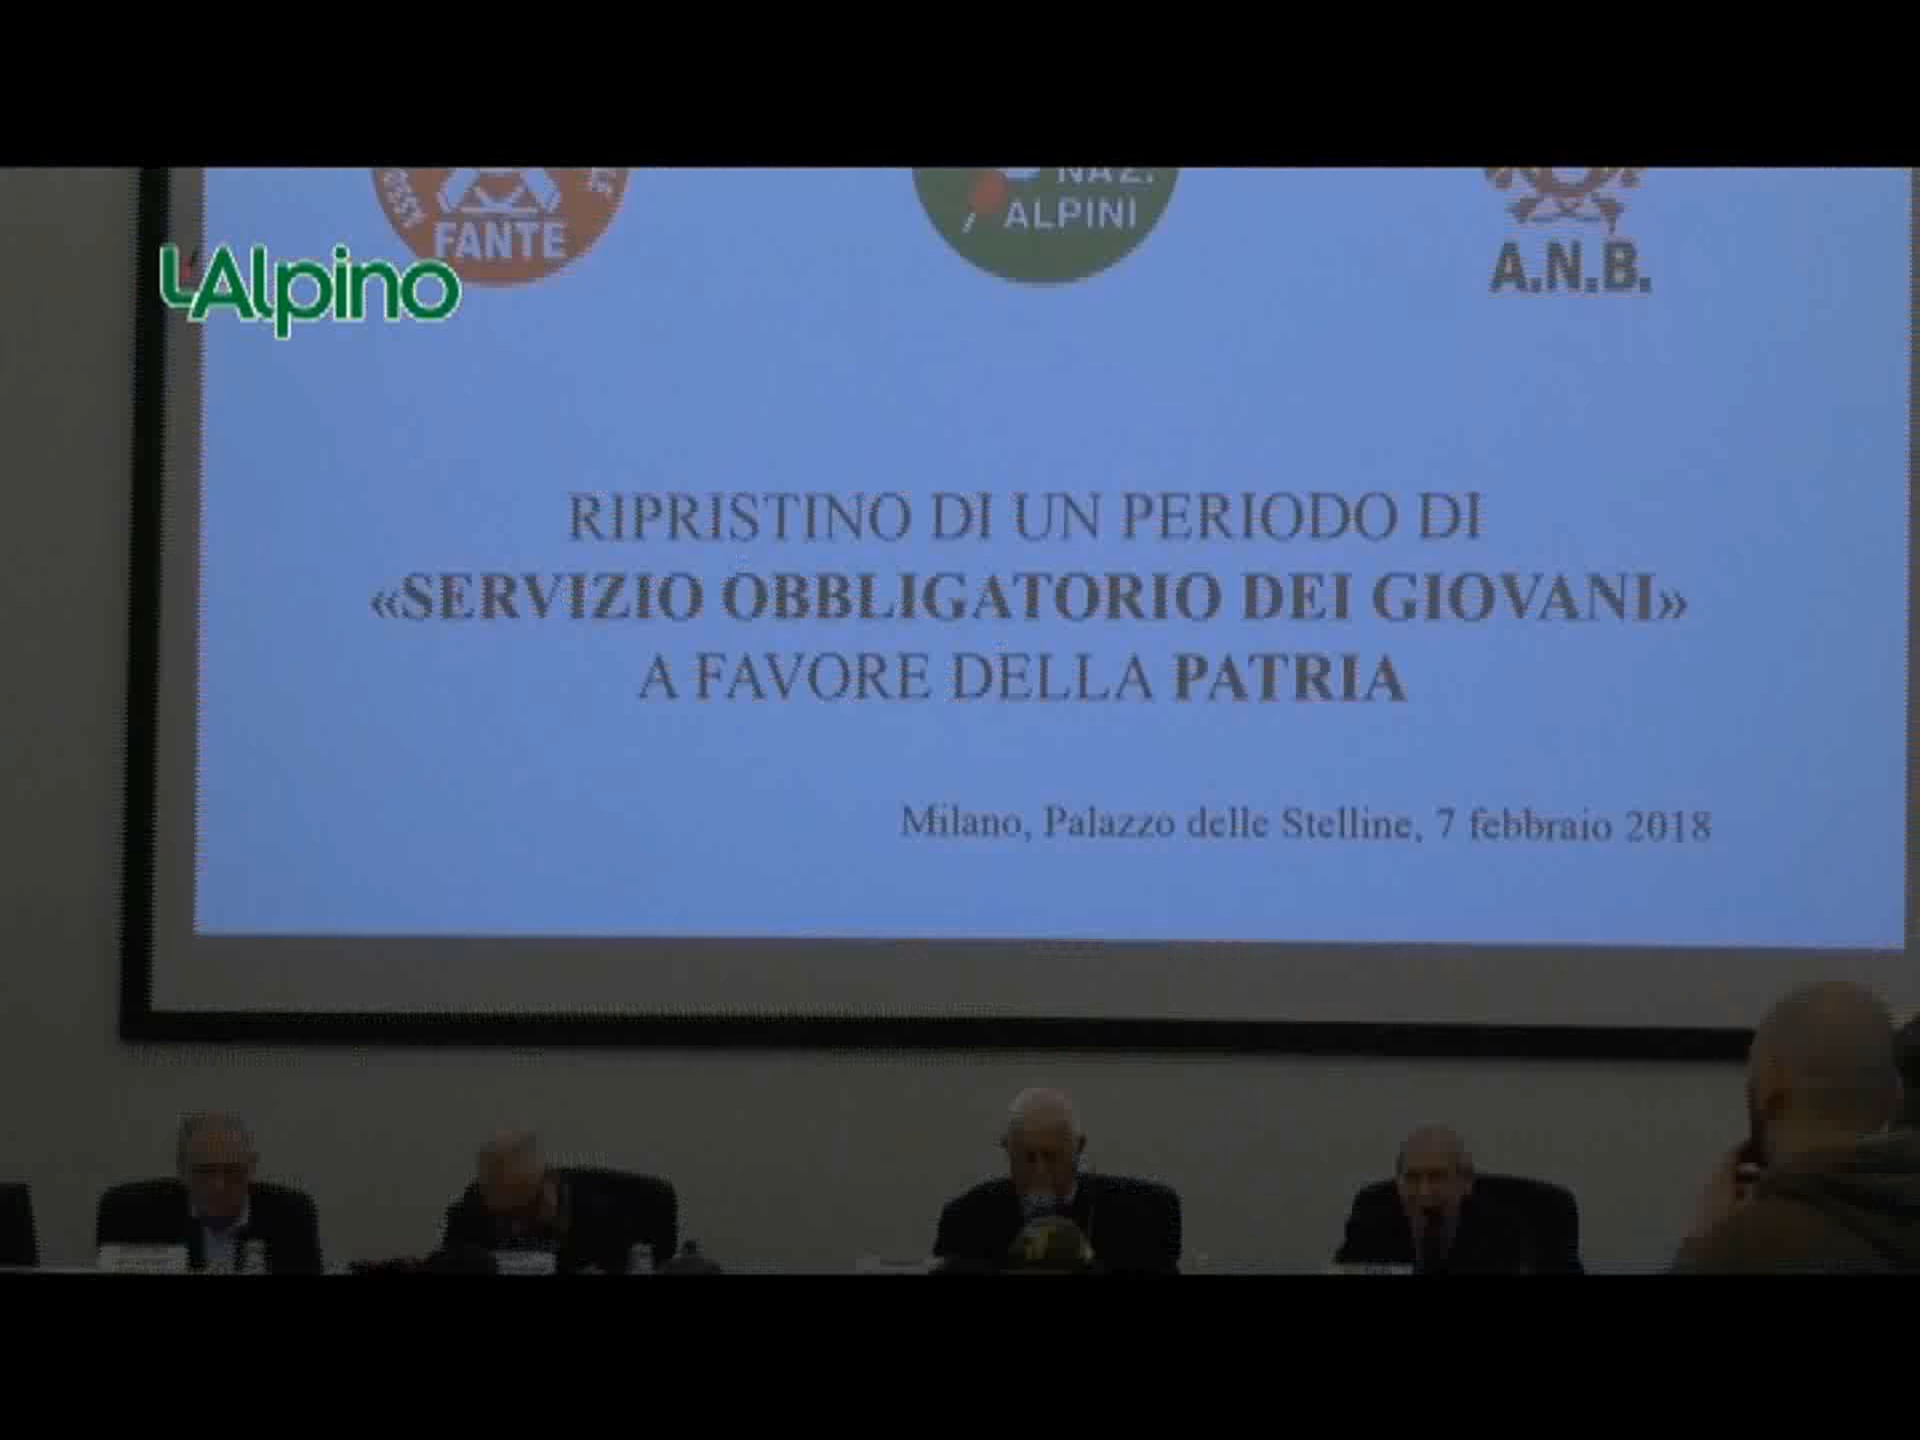 NAZ.
ALPINI
FANTE
A.N.B.
L'Alpino
RIPRISTINO DI UN PERIODO DI
«SERVIZIO OBBLIGATORIO DEI GIOVANI»
A FAVORE DELLA PATRIA
Milano, Palazzo delle Stelline, 7 febbraio 2018